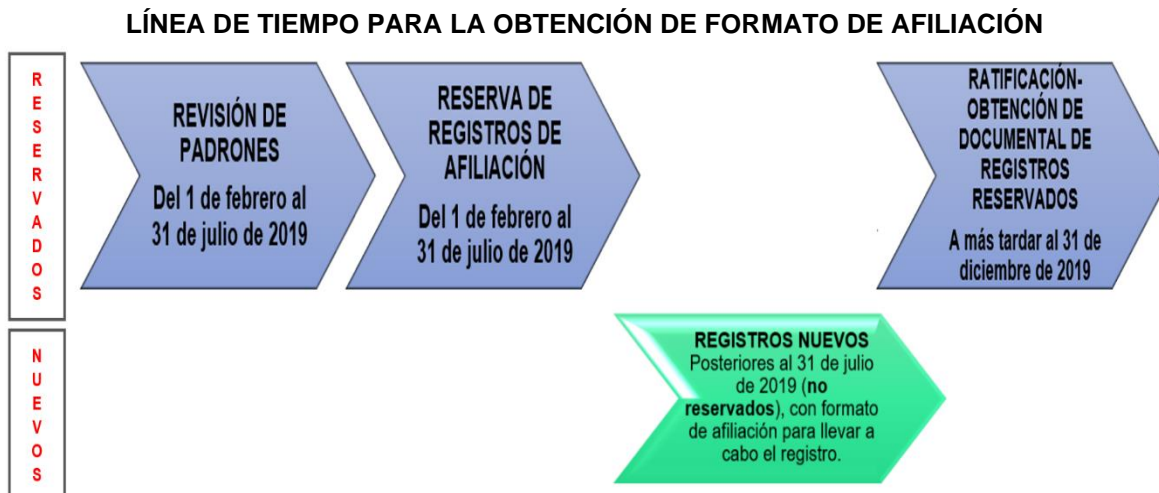 LÍNEA DE TIEMPO PARA LA OBTENCIÓN DE FORMATO DE AFILIACIÓN
RESERVADOS
REVISIÓN DE
PADRONES
Del 1 de febrero al
31 de julio de 2019
RESERVA DE
REGISTROS DE
AFILIACIÓN
Del 1 de febrero al
31 de julio de 2019
RATIFICACIÓN-
OBTENCIÓN DE
DOCUMENTAL DE
REGISTROS
RESERVADOS
A más tardar al 31 de
diciembre de 2019
NUEVOS
REGISTROS NUEVOS
Posteriores al 31 de julio
de 2019 (no
reservados), con formato
de afiliación para llevar a
cabo el registro.